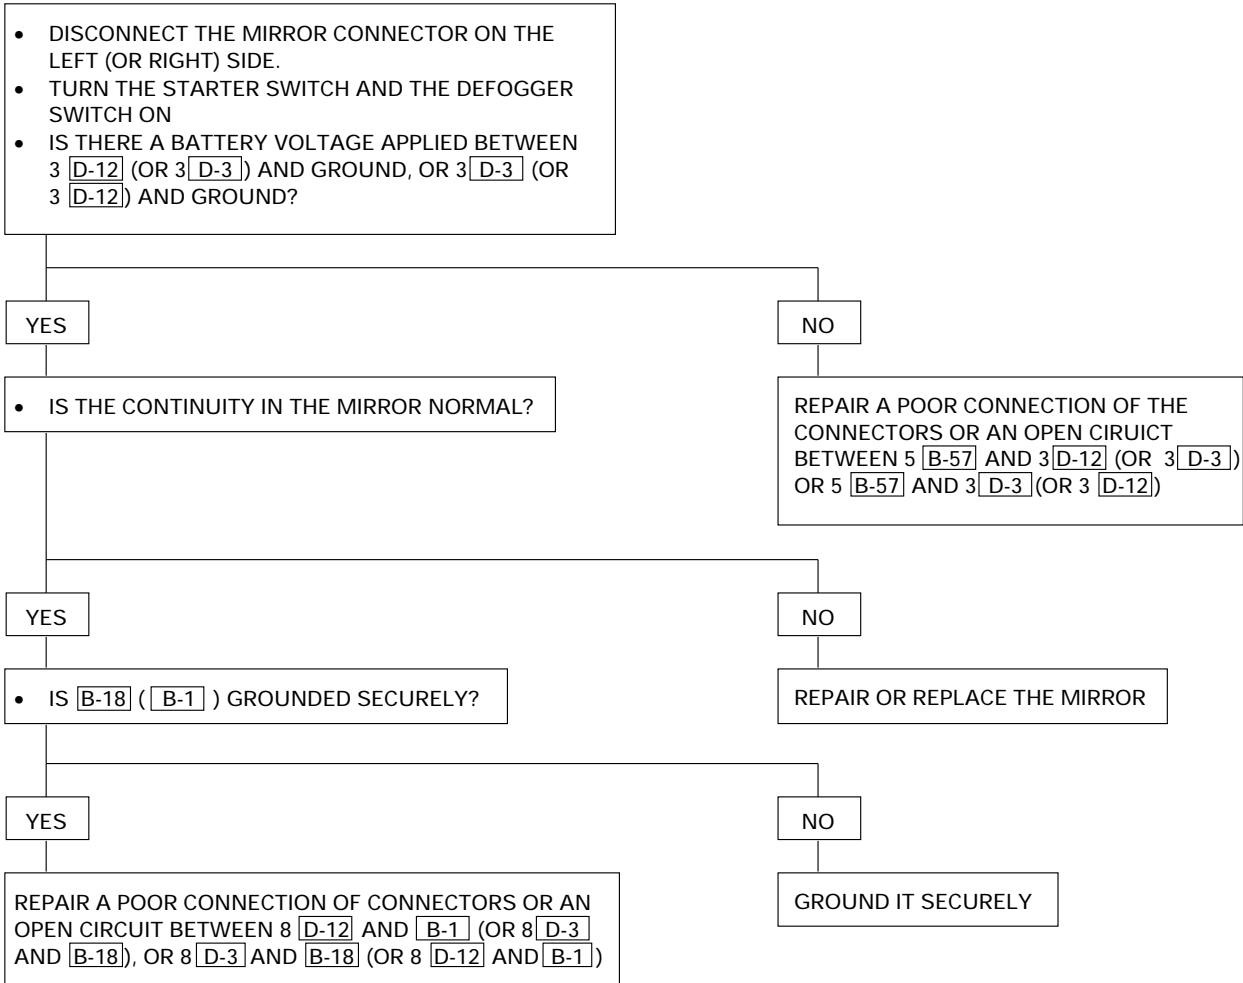 • DISCONNECT THE MIRROR CONNECTOR ON THE
LEFT (OR RIGHT) SIDE.
• TURN THE STARTER SWITCH AND THE DEFOGGER
SWITCH ON
• IS THERE A BATTERY VOLTAGE APPLIED BETWEEN
3 D-12 (OR 3 D-3 ) AND GROUND, OR 3 D-3 (OR
3 D-12) AND GROUND?
YES
NO
• IS THE CONTINUITY IN THE MIRROR NORMAL?
REPAIR A POOR CONNECTION OF THE
CONNECTORS OR AN OPEN CIRUICT
BETWEEN 5 B-57 AND 3 D-12 (OR 3 D-3 )
OR 5 B-57 AND 3 D-3 (OR 3 D-12)
YES
NO
• IS B-18 ( B-1 ) GROUNDED SECURELY?
REPAIR OR REPLACE THE MIRROR
YES
NO
REPAIR A POOR CONNECTION OF CONNECTORS OR AN
OPEN CIRCUIT BETWEEN 8 D-12 AND B-1 (OR 8 D-3
AND B-18), OR 8 D-3 AND B-18 (OR 8 D-12 AND B-1 )
GROUND IT SECURELY